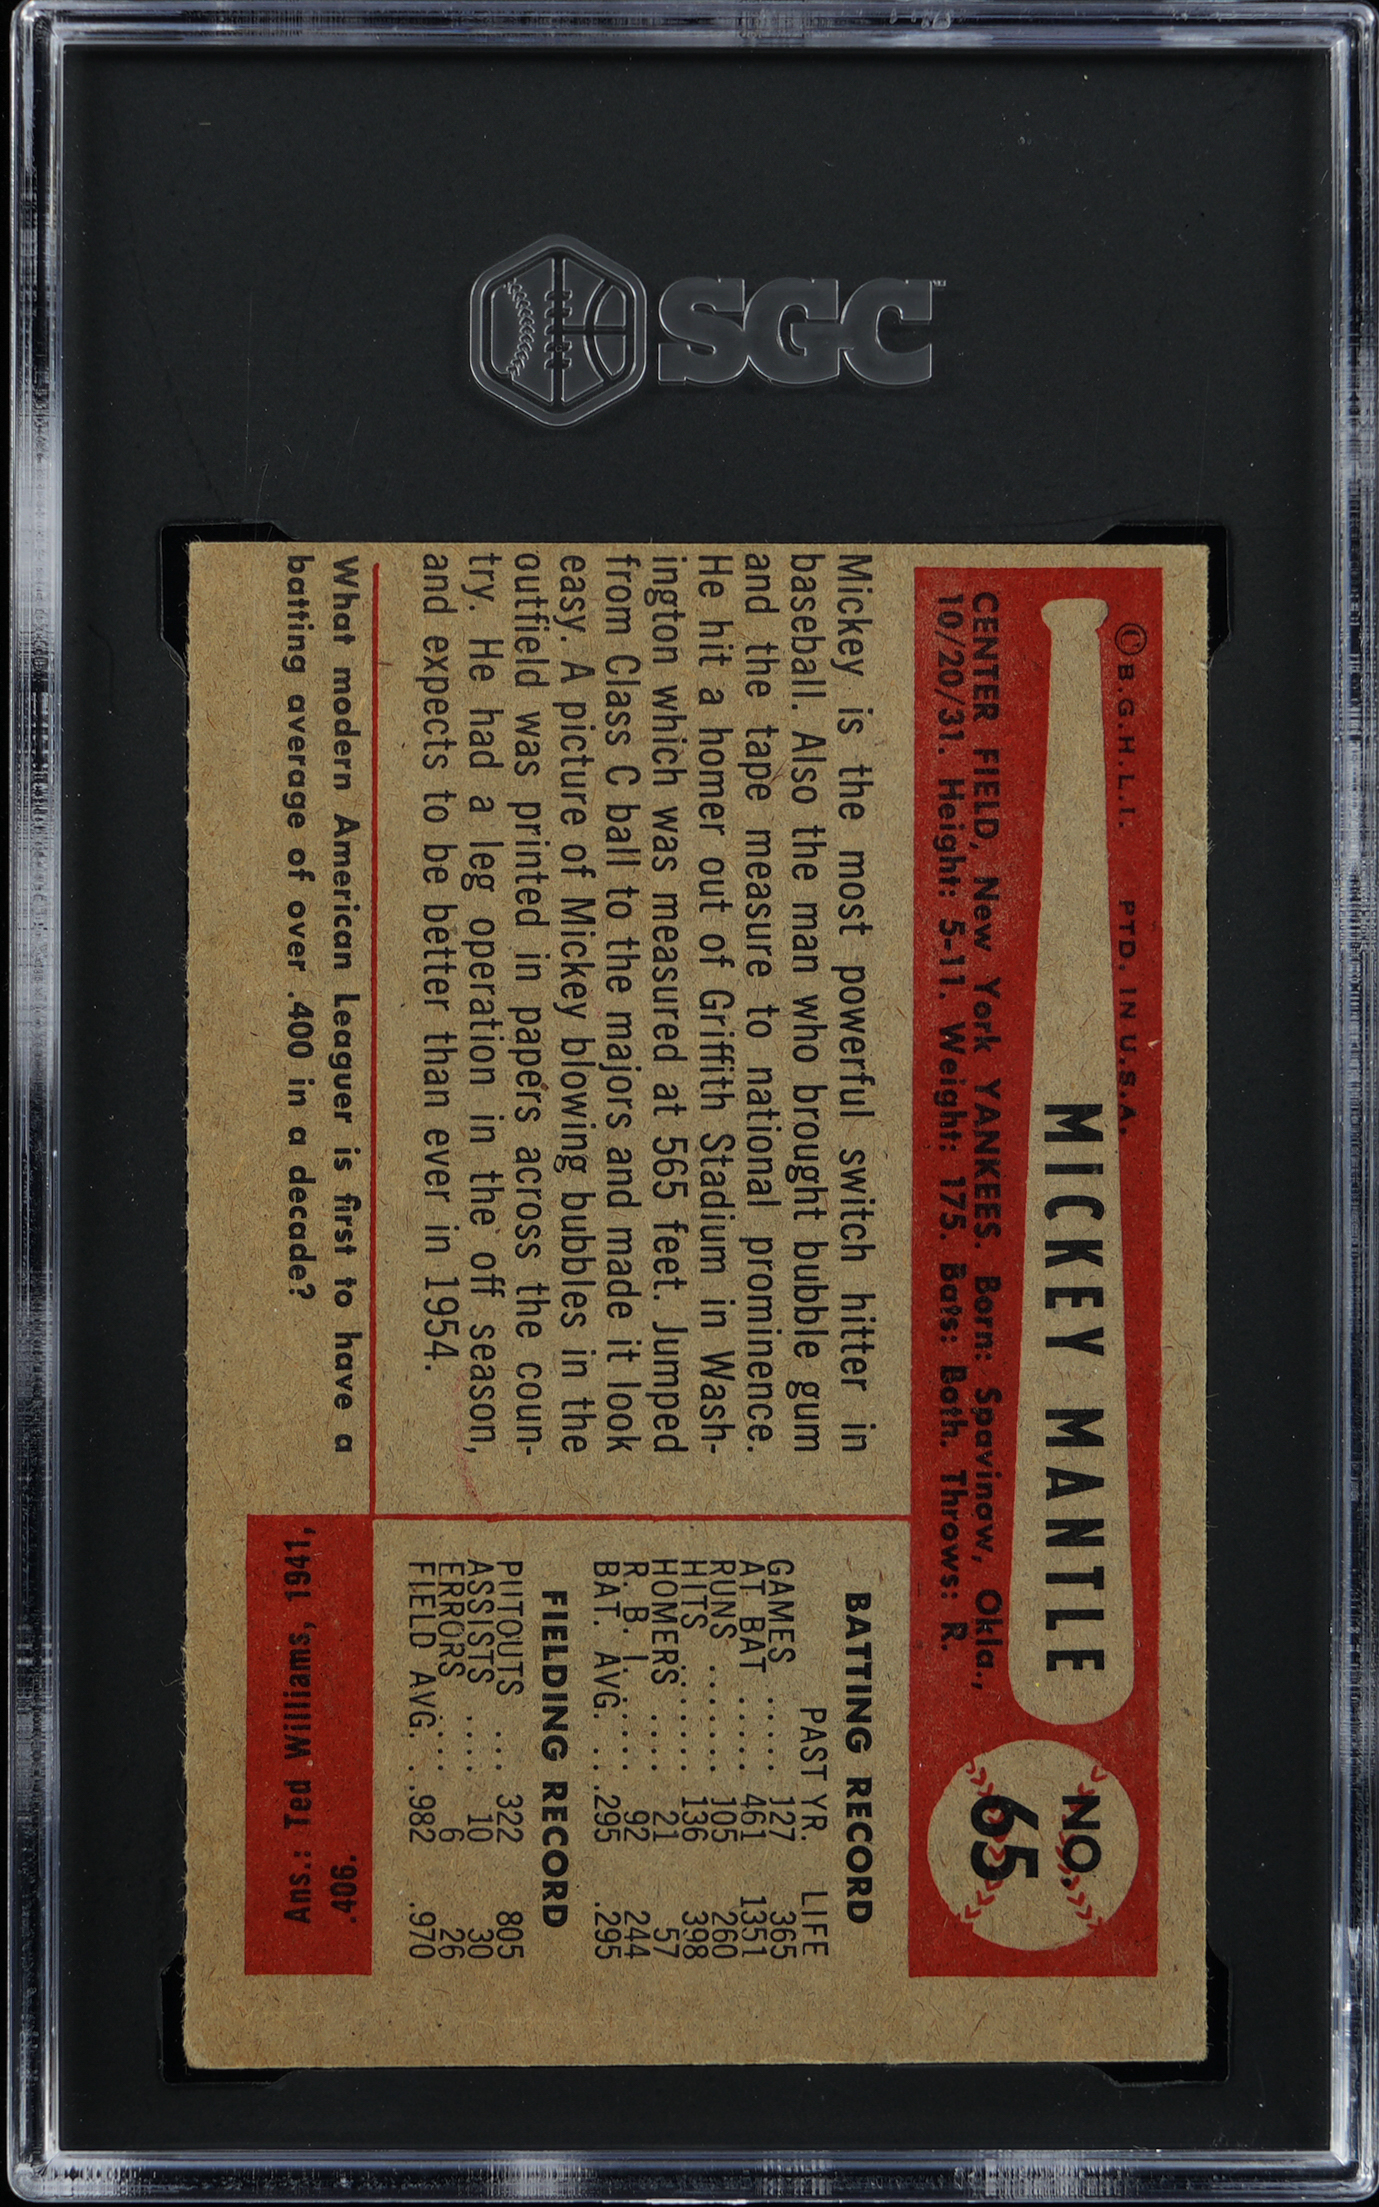 SGC
© B.G.H.L.I. PTD. IN U.S.A.
MiCKEY MANTLE
NO.
65
CENTER FIELD, New York YANKEES. Born: Spavinaw, Okla.,
10/20/31. Height: 5-11. Weight: 175. Bats: Both. Throws: R.
Mickey is the most powerful switch hitter in
baseball. Also the man who brought bubble gum
and the tape measure to national prominence.
He hit a homer out of Griffith Stadium in Wash-
ington which was measured at 565 feet. Jumped
from Class C ball to the majors and made it look
easy. A picture of Mickey blowing bubbles in the
outfield was printed in papers across the coun-
try. He had a leg operation in the off season,
and expects to be better than ever in 1954.
BATTING RECORD
PAST YR. LIFE
GAMES ..... 127 365
AT BAT ..... 461 1351
RUNS ...... 105 260
HITS ...... 136 398
HOMERS .... 21 57
R. B. I. .... 92 244
BAT. AVG. . .295 .295
FIELDING RECORD
PUTOUTS ... 322 805
ASSISTS .... 10 30
ERRORS .... 6 26
FIELD AVG. . .982 .970
What modern American Leaguer is first to have a
batting average of over .400 in a decade?
Ans.: Ted Williams, 1941,
.406.